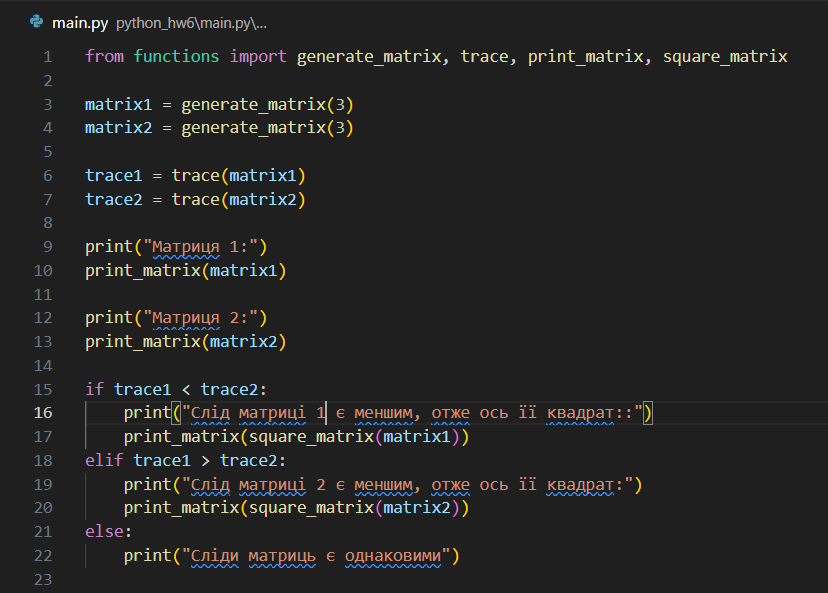 main.py python_hw6\main.py\...
1 from functions import generate_matrix, trace, print_matrix, square_matrix
2
3 matrix1 = generate_matrix(3)
4 matrix2 = generate_matrix(3)
5
6 trace1 = trace(matrix1)
7 trace2 = trace(matrix2)
8
9 print("Матриця 1:")
10 print_matrix(matrix1)
11
12 print("Матриця 2:")
13 print_matrix(matrix2)
14
15 if trace1 < trace2:
16     print("Слід матриці 1 є меншим, отже ось її квадрат::")
17     print_matrix(square_matrix(matrix1))
18 elif trace1 > trace2:
19     print("Слід матриці 2 є меншим, отже ось її квадрат:")
20     print_matrix(square_matrix(matrix2))
21 else:
22     print("Сліди матриць є однаковими")
23